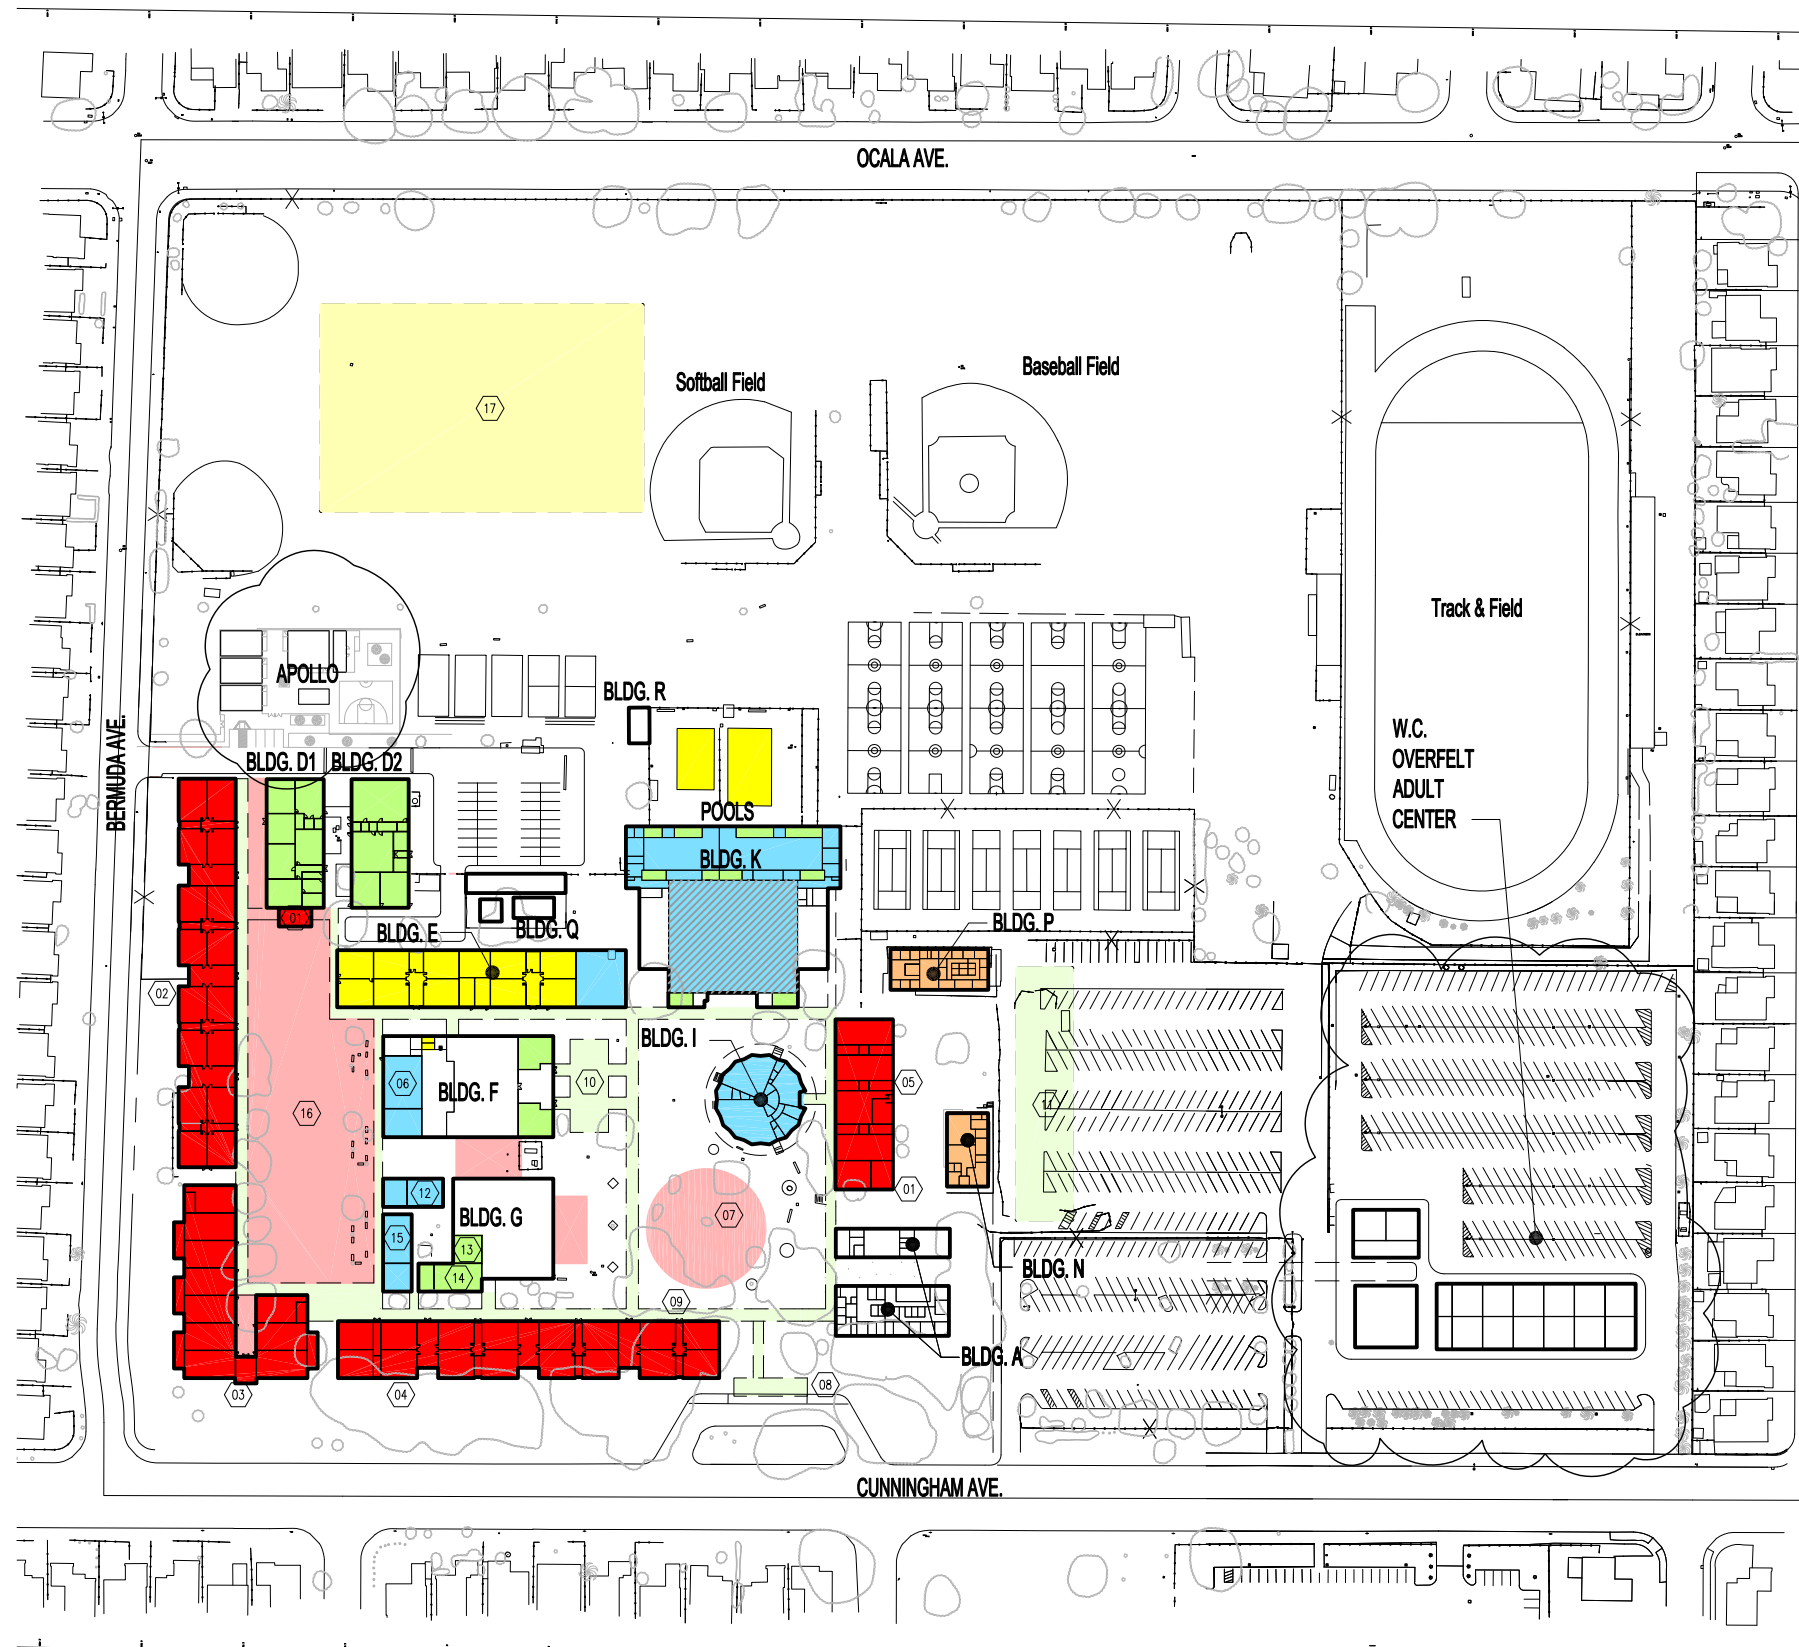 OCALA AVE.
Baseball Field
Softball Field
17
Track & Field
APOLLO
BLDG. R
BERMUDA AVE.
W.C.
OVERFELT
ADULT
CENTER
BLDG. D1
BLDG. D2
POOLS
BLDG. K
01
BLDG. E
BLDG. Q
BLDG. P
02
BLDG. I
06
BLDG. F
10
05
11
16
12
01
15
BLDG. G
07
13
14
BLDG. N
09
BLDG. A
03
04
08
CUNNINGHAM AVE.